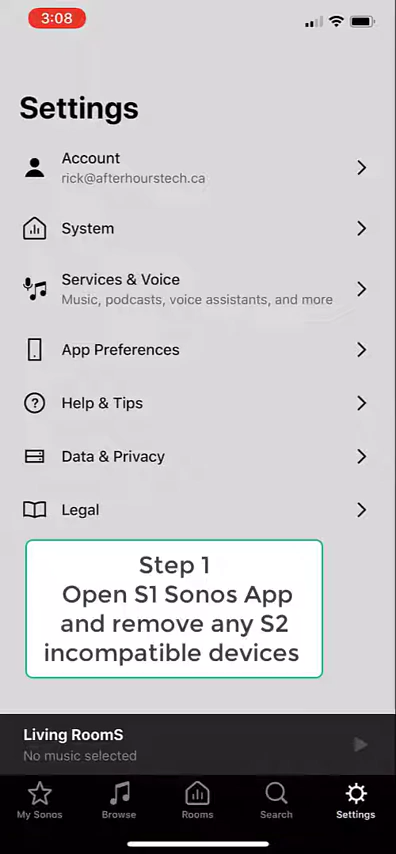 3:08
Settings
Account
rick@afterhourstech.ca
System
Services & Voice
Music, podcasts, voice assistants, and more
App Preferences
Help & Tips
Data & Privacy
Legal
Step 1
Open S1 Sonos App
and remove any S2
incompatible devices
Living RoomS
No music selected
My Sonos
Browse
Rooms
Search
Settings